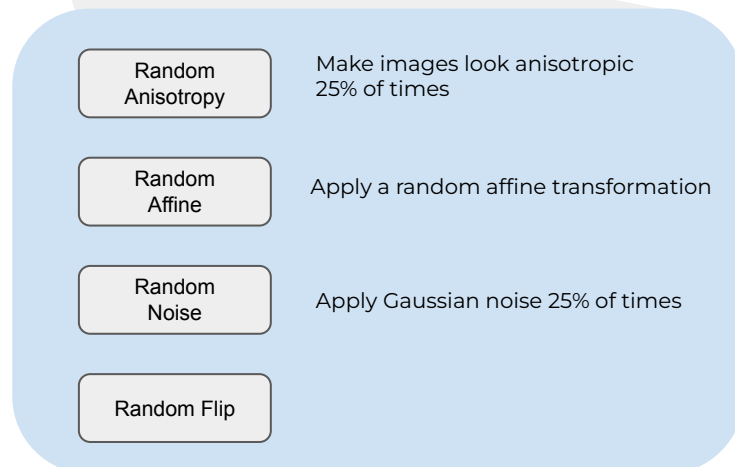 Random
Anisotropy
Make images look anisotropic
25% of times
Random
Affine
Apply a random affine transformation
Random
Noise
Apply Gaussian noise 25% of times
Random Flip